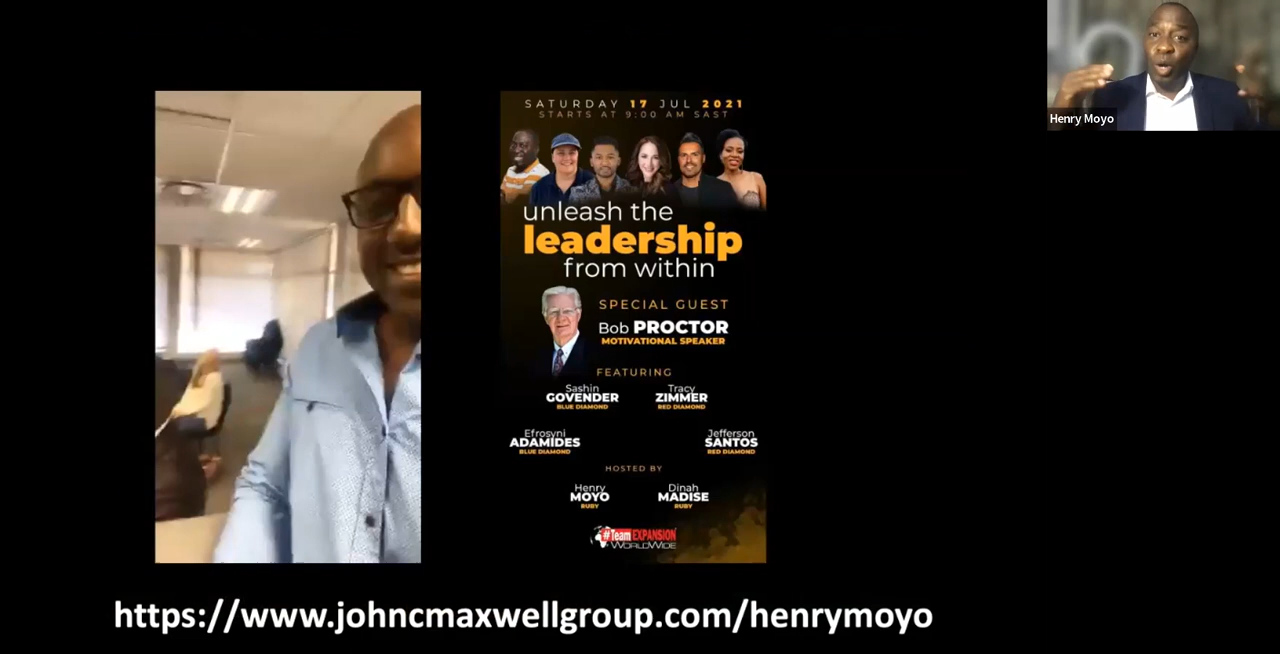 Henry Moyo
SATURDAY 17 JUL 2021
STARTS AT 9:00 AM SAST
unleash the
leadership
from within
SPECIAL GUEST
Bob PROCTOR
MOTIVATIONAL SPEAKER
FEATURING
Sashin
GOVENDER
BLUE DIAMOND
Tracy
ZIMMER
RED DIAMOND
Efrosyni
ADAMIDES
BLUE DIAMOND
Jefferson
SANTOS
RED DIAMOND
HOSTED BY
Henry
MOYO
RUBY
Dinah
MADISE
RUBY
#TeamEXPANSION
WORLDWIDE
https://www.johncmaxwellgroup.com/henrymoyo